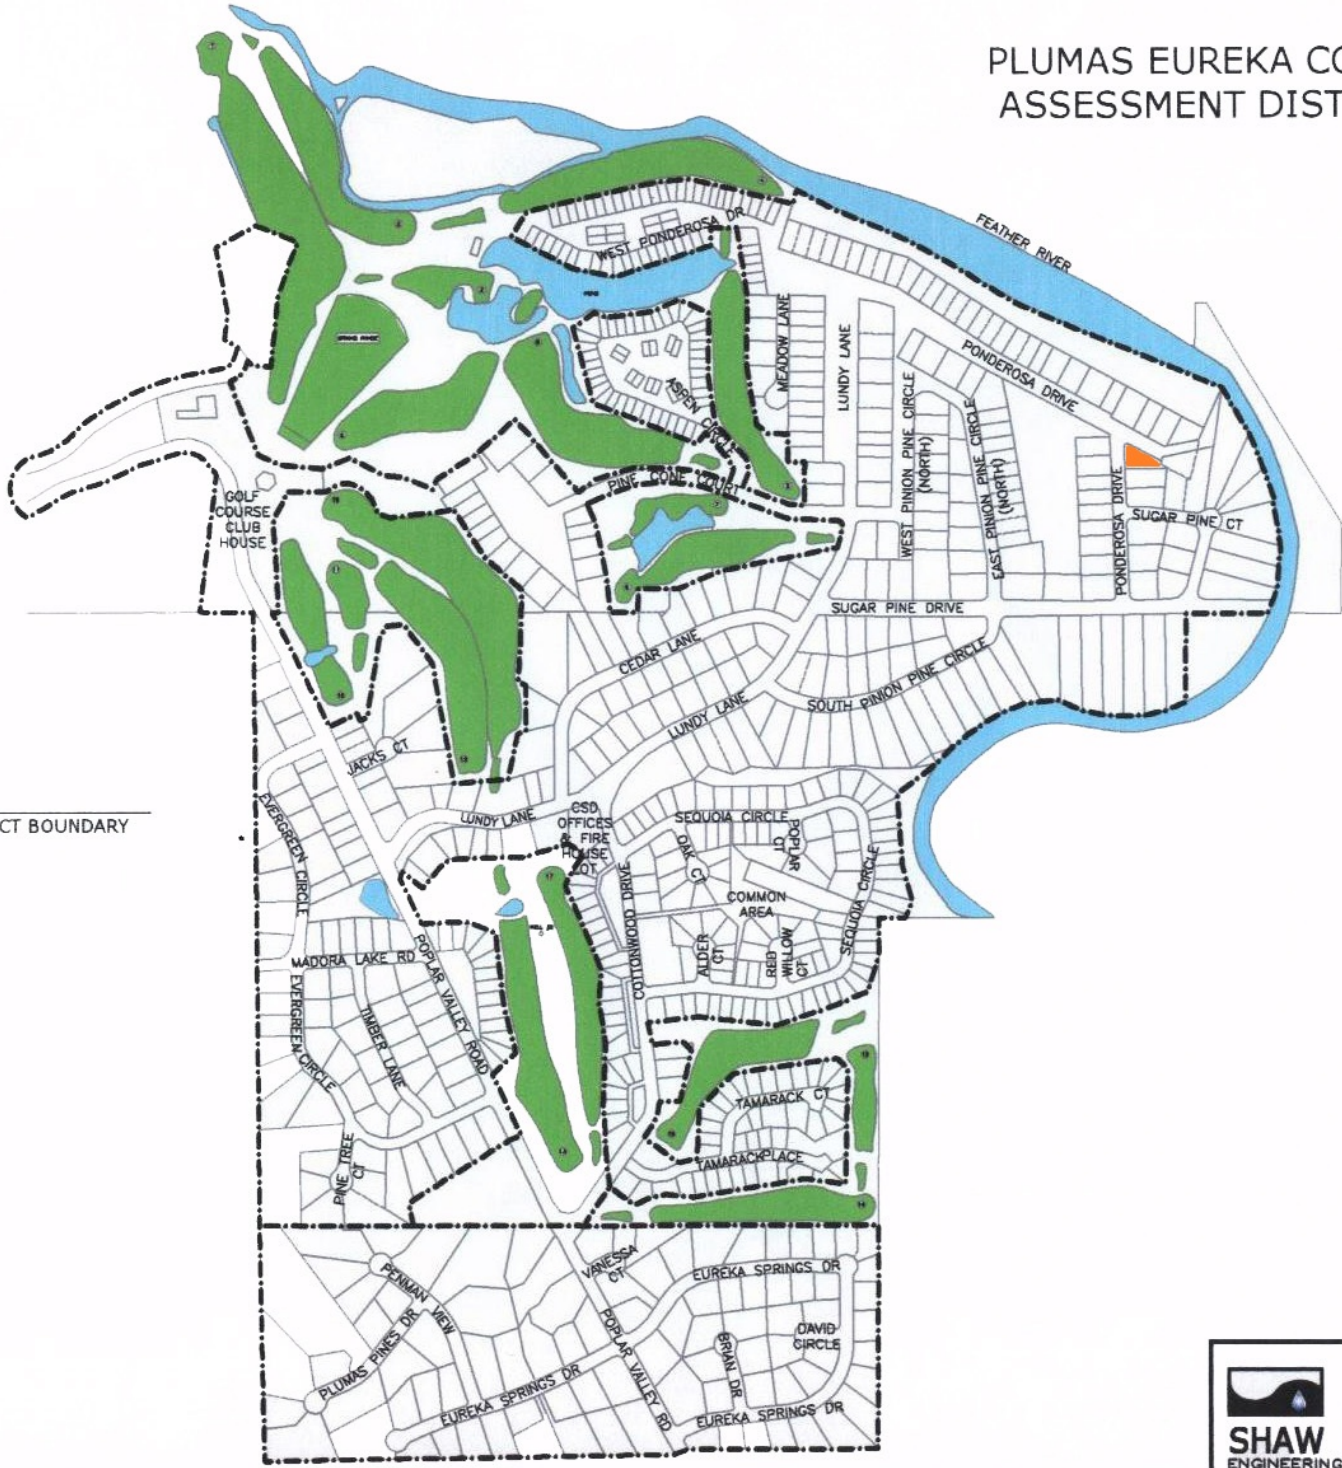 PLUMAS EUREKA CO
ASSESSMENT DIST
FEATHER RIVER
WEST PONDEROSA DR
MEADOW LANE
LUNDY LANE
PONDEROSA DRIVE
ASPEN CIRCLE
WEST PINION PINE CIRCLE
(NORTH)
EAST PINION PINE CIRCLE
(NORTH)
PINE CONE COURT
PONDEROSA DRIVE
SUGAR PINE CT
GOLF
COURSE
CLUB
HOUSE
SUGAR PINE DRIVE
CEDAR LANE
SOUTH PINION PINE CIRCLE
LUNDY LANE
JACKS CT
CT BOUNDARY
EVERGREEN CIRCLE
LUNDY LANE
CSD
OFFICES
& FIRE
HOUSE
LOT
SEQUOIA CIRCLE
OAK CT
POPLAR
CT
SEQUOIA CIRCLE
COMMON
AREA
COTTONWOOD DRIVE
ALDER
CT
RED
WILLOW
CT
MADORA LAKE RD
POPLAR VALLEY ROAD
EVERGREEN CIRCLE
TIMBER LANE
TAMARACK CT
TAMARACK PLACE
PINE TREE
CT
VANESSA
CT
EUREKA SPRINGS DR
PENMAN VIEW
PLUMAS PINES DR
POPLAR VALLEY RD
DAVID
CIRCLE
BRIAN DR
EUREKA SPRINGS DR
EUREKA SPRINGS DR
SHAW
ENGINEERING